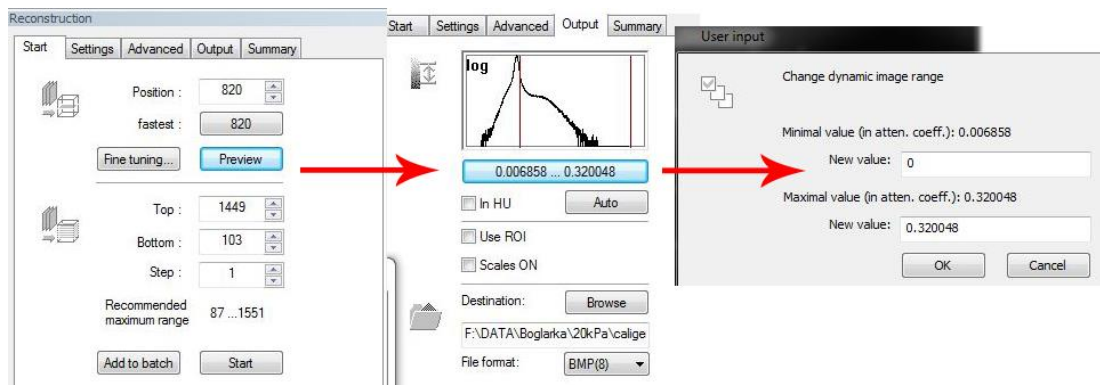 Reconstruction
Start Settings Advanced Output Summary
Position : 820
fastest : 820
Fine tuning... Preview
Top : 1449
Bottom : 103
Step : 1
Recommended
maximum range
87 ...1551
Add to batch Start
Start Settings Advanced Output Summary
log
0.006858 ... 0.320048
In HU Auto
Use ROI
Scales ON
Destination: Browse
F:\DATA\Boglarka\20kPa\calige
File format: BMP(8)
User input
Change dynamic image range
Minimal value (in atten. coeff.): 0.006858
New value: 0
Maximal value (in atten. coeff.): 0.320048
New value: 0.320048
OK Cancel